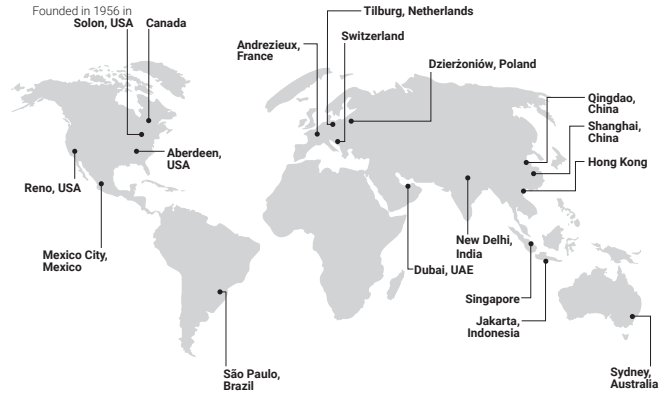 Founded in 1956 in
Solon, USA
Canada
Tilburg, Netherlands
Switzerland
Andrezieux,
France
Dzierżoniów, Poland
Qingdao,
China
Shanghai,
China
Hong Kong
Aberdeen,
USA
Reno, USA
Mexico City,
Mexico
New Delhi,
India
Dubai, UAE
Singapore
Jakarta,
Indonesia
São Paulo,
Brazil
Sydney,
Australia